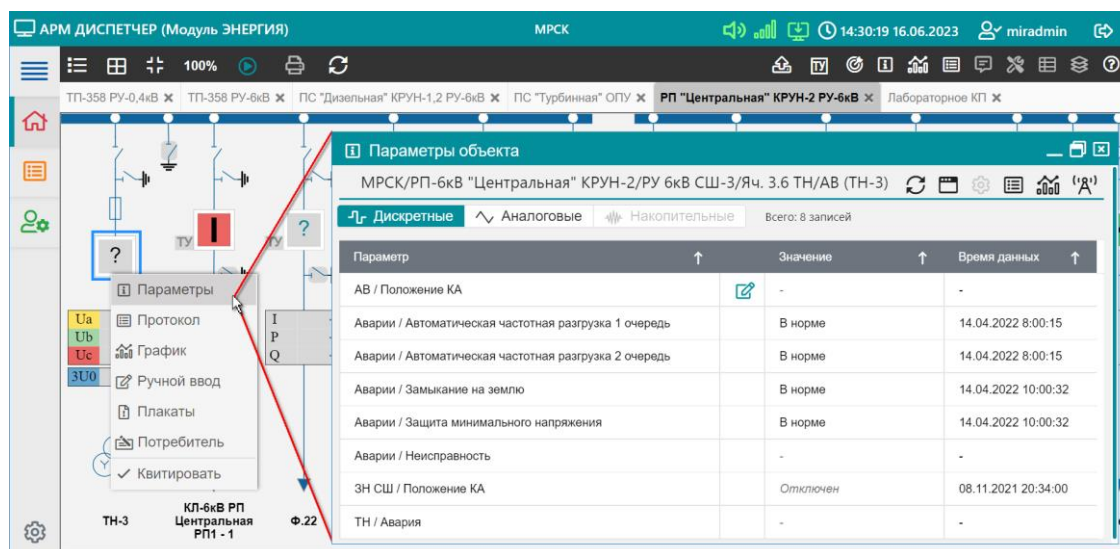 АРМ ДИСПЕТЧЕР (Модуль ЭНЕРГИЯ) МРСК 14:30:19 16.06.2023 miradmin
100% ТУ
ТП-358 РУ-0,4кВ ТП-358 РУ-6кВ ПС "Дизельная" КРУН-1,2 РУ-6кВ ПС "Турбинная" ОПУ РП "Центральная" КРУН-2 РУ-6кВ Лабораторное КП
Параметры объекта
МРСК/РП-6кВ "Центральная" КРУН-2/РУ 6кВ СШ-3/Яч. 3.6 ТН/АВ (ТН-3)
Дискретные Аналоговые Накопительные Всего: 8 записей
Параметр Значение Время данных
АВ / Положение КА - -
Аварии / Автоматическая частотная разгрузка 1 очередь В норме 14.04.2022 8:00:15
Аварии / Автоматическая частотная разгрузка 2 очередь В норме 14.04.2022 8:00:15
Аварии / Замыкание на землю В норме 14.04.2022 10:00:32
Аварии / Защита минимального напряжения В норме 14.04.2022 10:00:32
Аварии / Неисправность - -
ЗН СШ / Положение КА Отключен 08.11.2021 20:34:00
ТН / Авария - -
?
ТУ
ТУ
?
Параметры
Протокол
График
Ручной ввод
Плакаты
Потребитель
Квитировать
Ua
Ub
Uc
3U0
I
P
Q
Y
ТН-3
КЛ-6кВ РП
Центральная
РП1 - 1
Ф.22